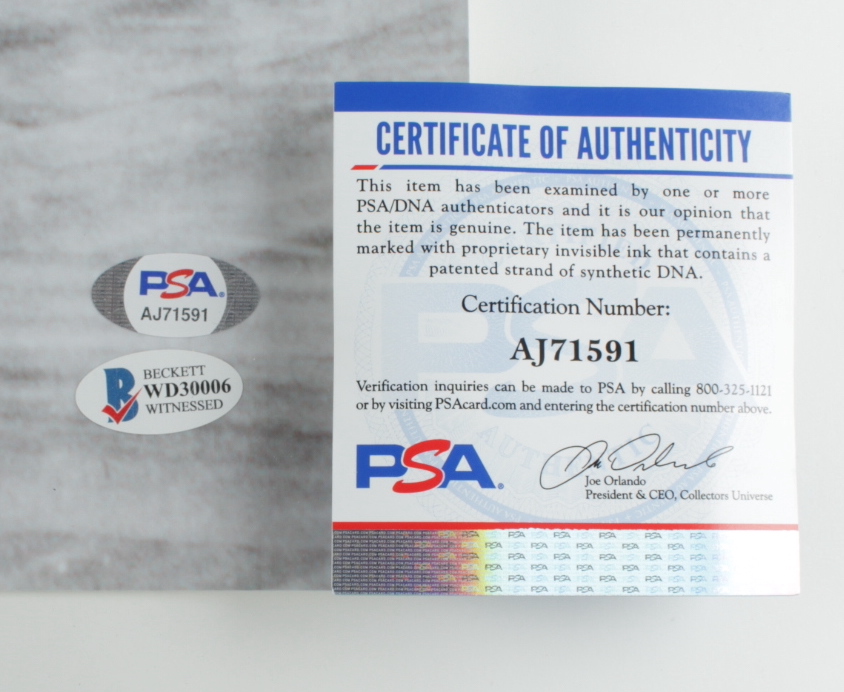 PSA
AJ71591
BECKETT
WD30006
WITNESSED
CERTIFICATE OF AUTHENTICITY
This item has been examined by one or more
PSA/DNA authenticators and it is our opinion that
the item is genuine. The item has been permanently
marked with proprietary invisible ink that contains a
patented strand of synthetic DNA.
Certification Number:
AJ71591
Verification inquiries can be made to PSA by calling 800-325-1121
or by visiting PSAcard.com and entering the certification number above.
PSA
Joe Orlando
President & CEO, Collectors Universe